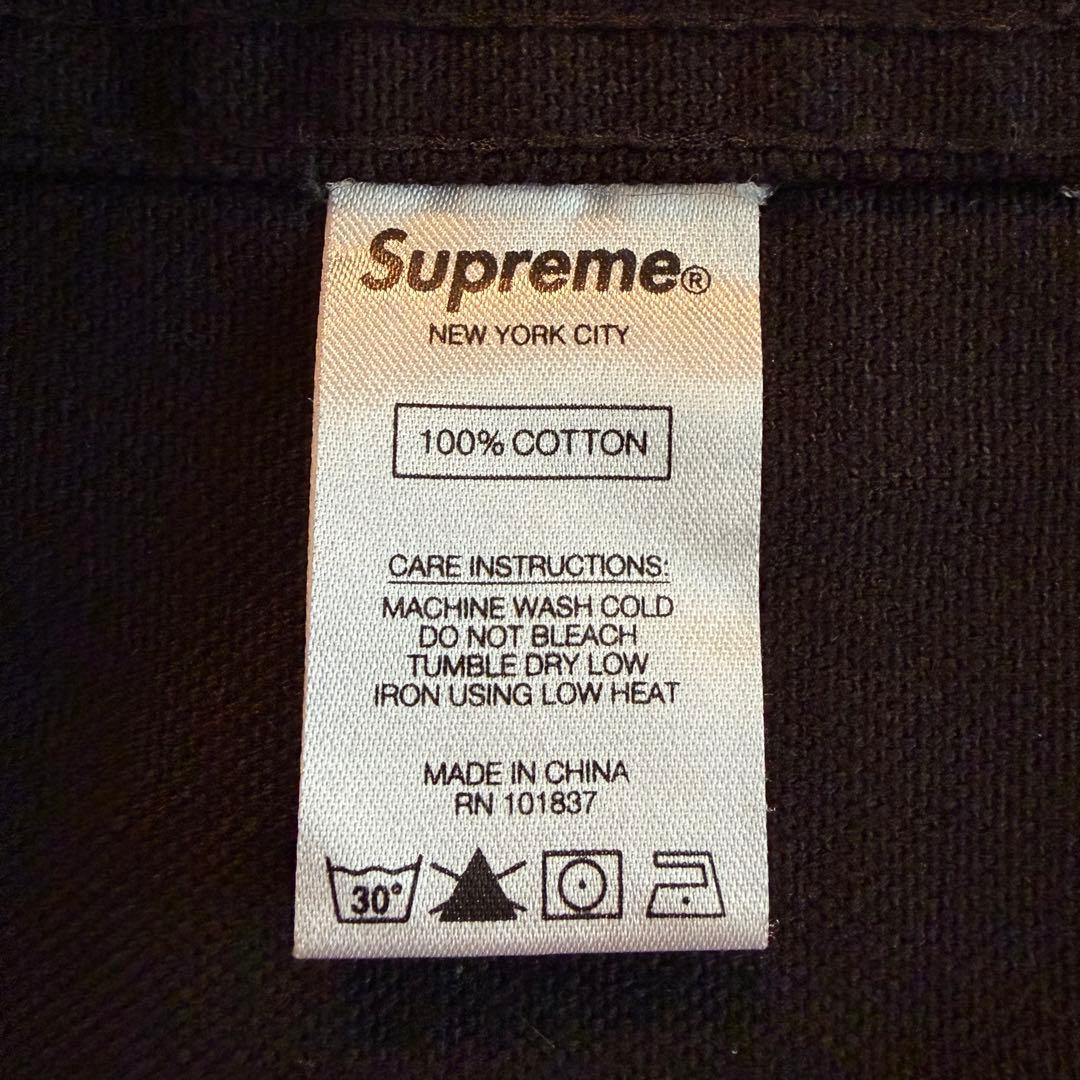 Supreme®
NEW YORK CITY
100% COTTON
CARE INSTRUCTIONS:
MACHINE WASH COLD
DO NOT BLEACH
TUMBLE DRY LOW
IRON USING LOW HEAT
MADE IN CHINA
RN 101837
30°